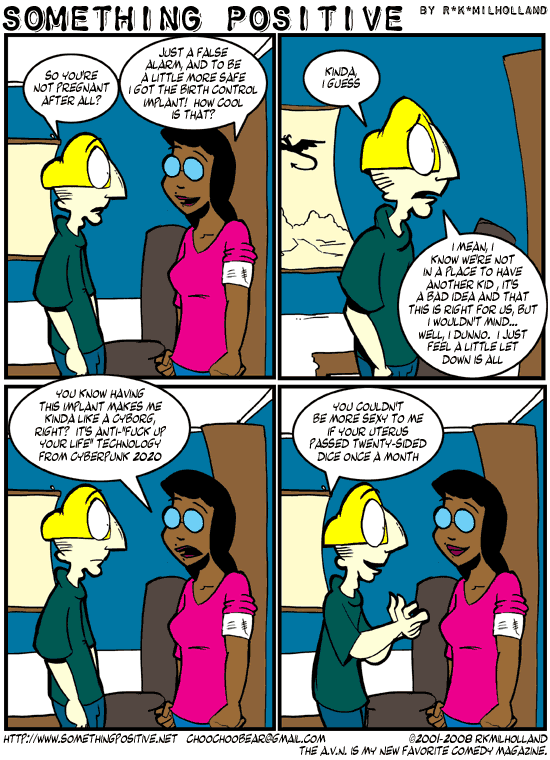 SOMETHING POSITIVE BY R*K*MILHOLLAND
SO YOU'RE
NOT PREGNANT
AFTER ALL?
JUST A FALSE
ALARM, AND TO BE
A LITTLE MORE SAFE
I GOT THE BIRTH CONTROL
IMPLANT! HOW COOL
IS THAT?
KINDA,
I GUESS
I MEAN, I
KNOW WE'RE NOT
IN A PLACE TO HAVE
ANOTHER KID, IT'S
A BAD IDEA AND THAT
THIS IS RIGHT FOR US, BUT
I WOULDN'T MIND...
WELL, I DUNNO. I JUST
FEEL A LITTLE LET
DOWN IS ALL
YOU KNOW HAVING
THIS IMPLANT MAKES ME
KINDA LIKE A CYBORG,
RIGHT? IT'S ANTI-"FUCK UP
YOUR LIFE" TECHNOLOGY
FROM CYBERPUNK 2020
YOU COULDN'T
BE MORE SEXY TO ME
IF YOUR UTERUS
PASSED TWENTY-SIDED
DICE ONCE A MONTH
HTTP://WWW.SOMETHINGPOSITIVE.NET CHOOCHOOBEAR@GMAIL.COM ©2001-2008 RKMILHOLLAND
THE A.V.N. IS MY NEW FAVORITE COMEDY MAGAZINE.